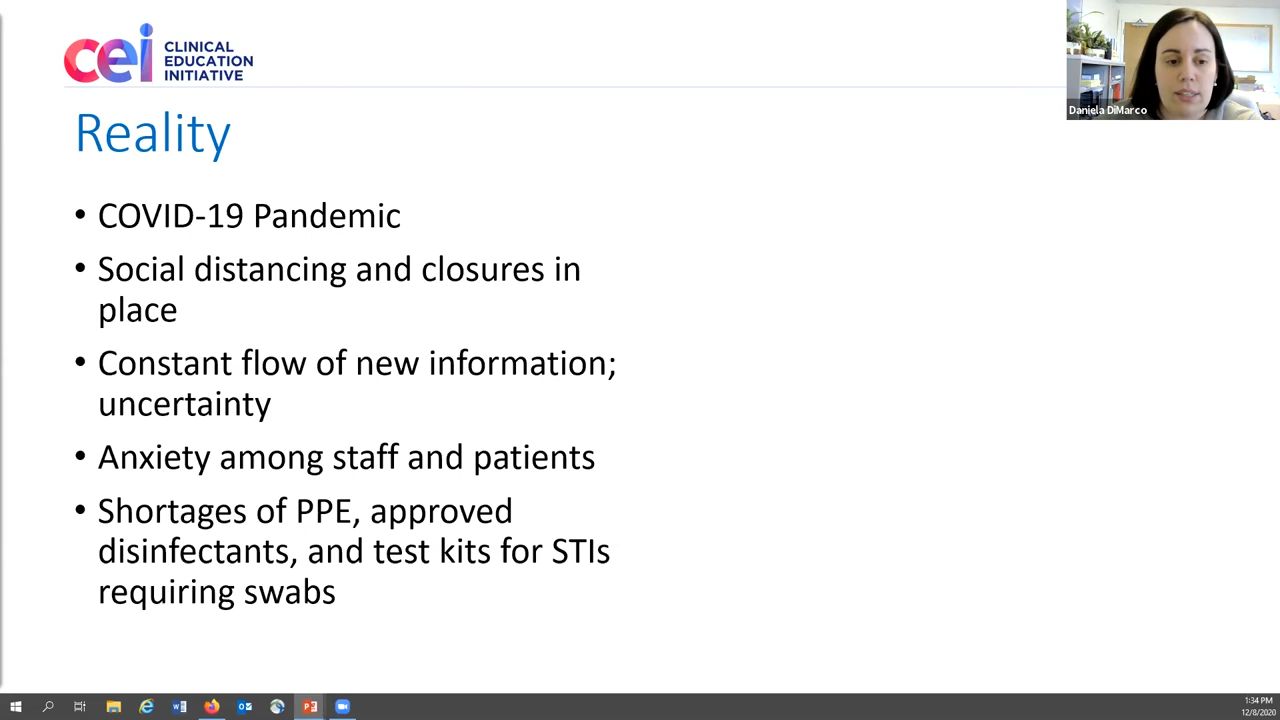 cei CLINICAL
EDUCATION
INITIATIVE
Daniela DiMarco
Reality
• COVID-19 Pandemic
• Social distancing and closures in
place
• Constant flow of new information;
uncertainty
• Anxiety among staff and patients
• Shortages of PPE, approved
disinfectants, and test kits for STIs
requiring swabs
1:34 PM
12/8/2020